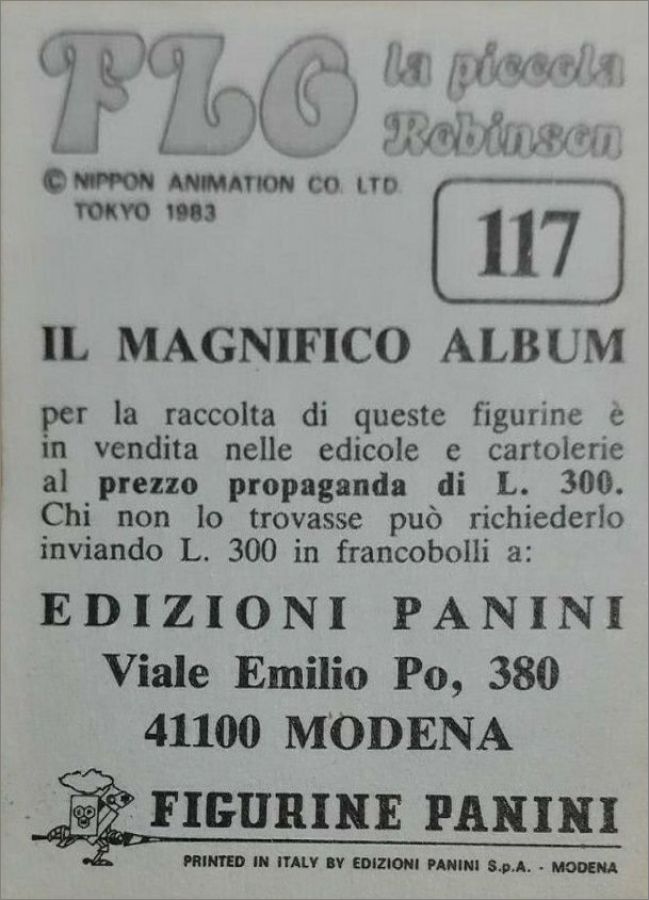 FLO la piccola
Robinson
© NIPPON ANIMATION CO. LTD.
TOKYO 1983
117
IL MAGNIFICO ALBUM
per la raccolta di queste figurine è
in vendita nelle edicole e cartolerie
al prezzo propaganda di L. 300.
Chi non lo trovasse può richiederlo
inviando L. 300 in francobolli a:
EDIZIONI PANINI
Viale Emilio Po, 380
41100 MODENA
FIGURINE PANINI
PRINTED IN ITALY BY EDIZIONI PANINI S.p.A. - MODENA